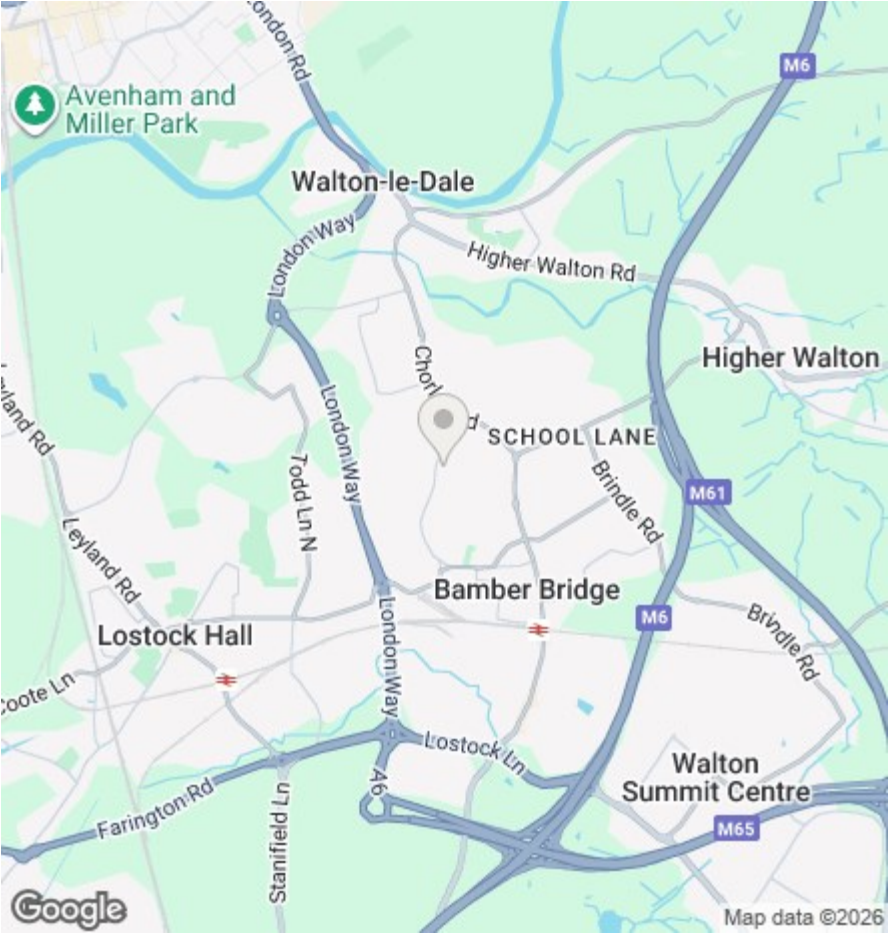 London Rd
M6
Avenham and
Miller Park
Walton-le-Dale
London Way
Higher Walton Rd
Higher Walton
Leyland Rd
Chorl
d
London Way
SCHOOL LANE
Todd Ln N
Brindle Rd
M61
Leyland Rd
Bamber Bridge
M6
Brindle Rd
Lostock Hall
London Way
Coote Ln
Lostock Ln
Walton
Summit Centre
A6
Farington Rd
Stanifield Ln
M65
Google
Map data ©2026